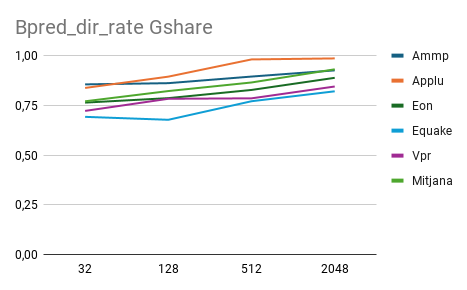 Bpred_dir_rate Gshare
1,00
0,75
0,50
0,25
0,00
32 128 512 2048
Ammp
Applu
Eon
Equake
Vpr
Mitjana